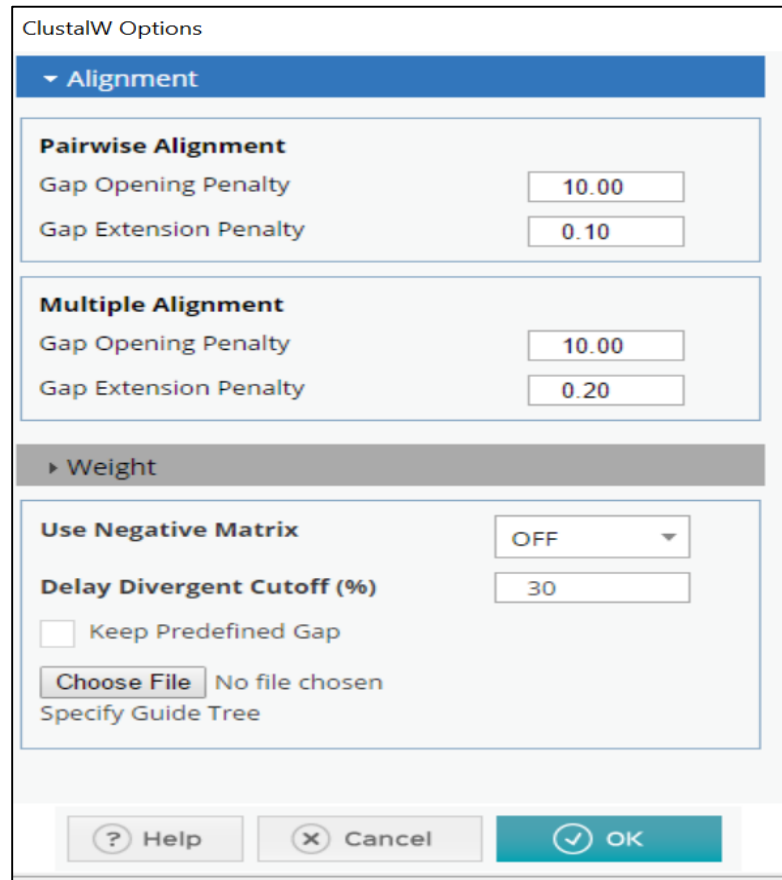 ClustalW Options
Alignment
Pairwise Alignment
Gap Opening Penalty 10.00
Gap Extension Penalty 0.10
Multiple Alignment
Gap Opening Penalty 10.00
Gap Extension Penalty 0.20
Weight
Use Negative Matrix OFF
Delay Divergent Cutoff (%) 30
Keep Predefined Gap
Choose File No file chosen
Specify Guide Tree
? Help Cancel OK